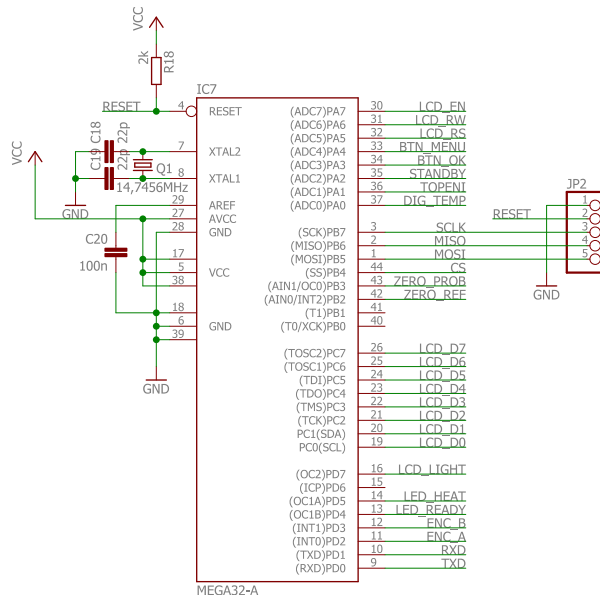 VCC
2k
R18
IC7
RESET
4
RESET
(ADC7)PA7
30
LCD_EN
(ADC6)PA6
31
LCD_RW
(ADC5)PA5
32
LCD_RS
C18
22p
7
XTAL2
(ADC4)PA4
33
BTN_MENU
VCC
C19
22p
Q1
(ADC3)PA3
34
BTN_OK
8
XTAL1
(ADC2)PA2
35
STANDBY
14,7456MHz
(ADC1)PA1
36
TOPENI
JP2
29
AREF
(ADC0)PA0
37
DIG_TEMP
1
GND
27
AVCC
RESET
2
28
GND
(SCK)PB7
3
SCLK
3
C20
(MISO)PB6
2
MISO
4
17
(MOSI)PB5
1
MOSI
5
100n
5
VCC
(SS)PB4
44
CS
38
(AIN1/OC0)PB3
43
ZERO_PROB
GND
(AIN0/INT2)PB2
42
ZERO_REF
18
(T1)PB1
41
6
GND
(T0/XCK)PB0
40
39
(TOSC2)PC7
26
LCD_D7
(TOSC1)PC6
25
LCD_D6
GND
(TDI)PC5
24
LCD_D5
(TDO)PC4
23
LCD_D4
(TMS)PC3
22
LCD_D3
(TCK)PC2
21
LCD_D2
PC1(SDA)
20
LCD_D1
PC0(SCL)
19
LCD_D0
(OC2)PD7
16
LCD_LIGHT
(ICP)PD6
15
(OC1A)PD5
14
LED_HEAT
(OC1B)PD4
13
LED_READY
(INT1)PD3
12
ENC_B
(INT0)PD2
11
ENC_A
(TXD)PD1
10
RXD
(RXD)PD0
9
TXD
MEGA32-A